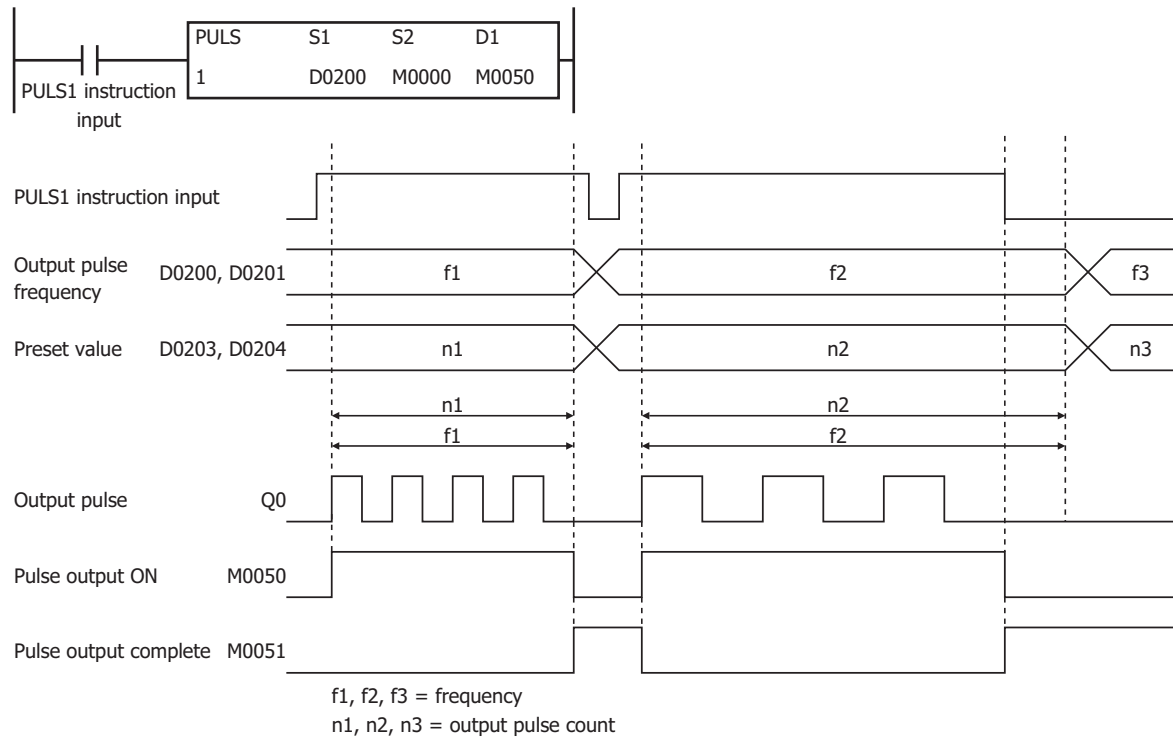 PULS S1 S2 D1
1 D0200 M0000 M0050
PULS1 instruction
input
PULS1 instruction input
Output pulse
frequency
D0200, D0201
f1
f2
f3
Preset value D0203, D0204
n1
n2
n3
n1
n2
f1
f2
Output pulse Q0
Pulse output ON M0050
Pulse output complete M0051
f1, f2, f3 = frequency
n1, n2, n3 = output pulse count